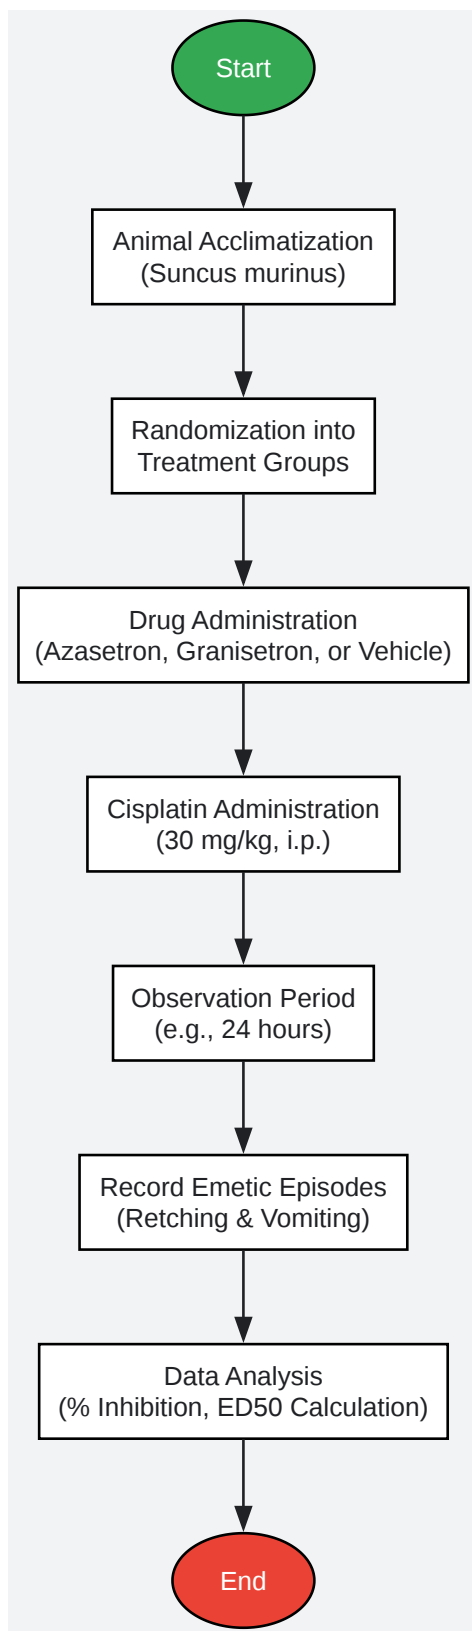 Start
Animal Acclimatization
(Suncus murinus)
Randomization into
Treatment Groups
Drug Administration
(Azasetron, Granisetron, or Vehicle)
Cisplatin Administration
(30 mg/kg, i.p.)
Observation Period
(e.g., 24 hours)
Record Emetic Episodes
(Retching & Vomiting)
Data Analysis
(% Inhibition, ED50 Calculation)
End